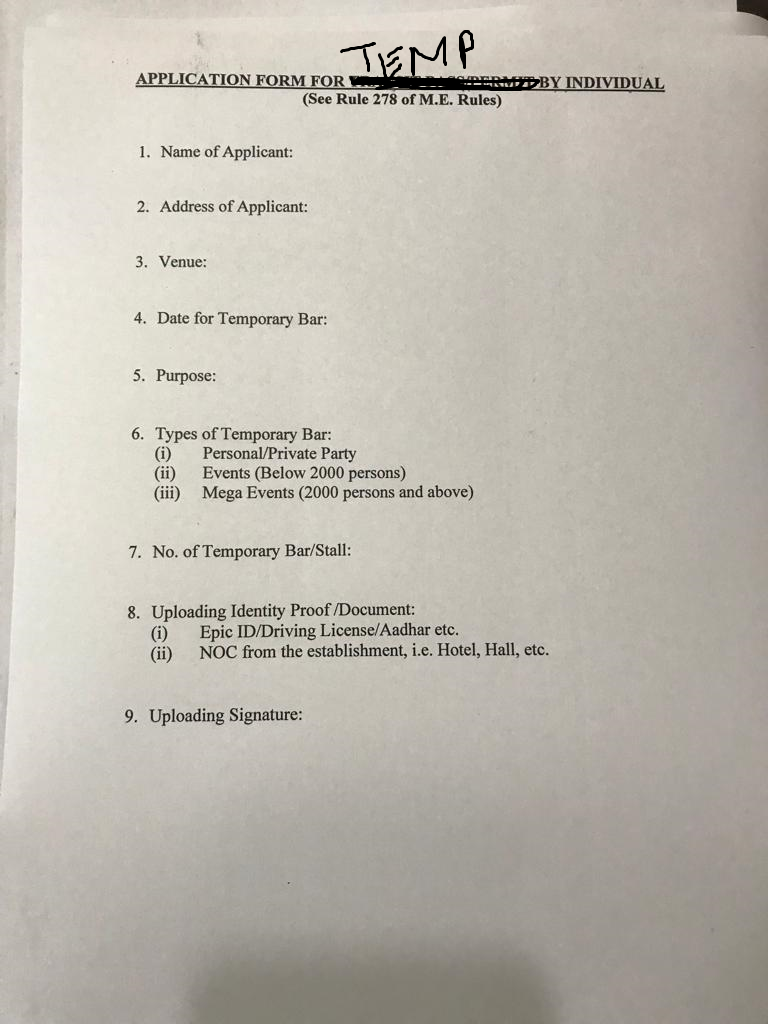 TEMP
APPLICATION FORM FOR BY INDIVIDUAL
(See Rule 278 of M.E. Rules)
1. Name of Applicant:
2. Address of Applicant:
3. Venue:
4. Date for Temporary Bar:
5. Purpose:
6. Types of Temporary Bar:
(i) Personal/Private Party
(ii) Events (Below 2000 persons)
(iii) Mega Events (2000 persons and above)
7. No. of Temporary Bar/Stall:
8. Uploading Identity Proof /Document:
(i) Epic ID/Driving License/Aadhar etc.
(ii) NOC from the establishment, i.e. Hotel, Hall, etc.
9. Uploading Signature: